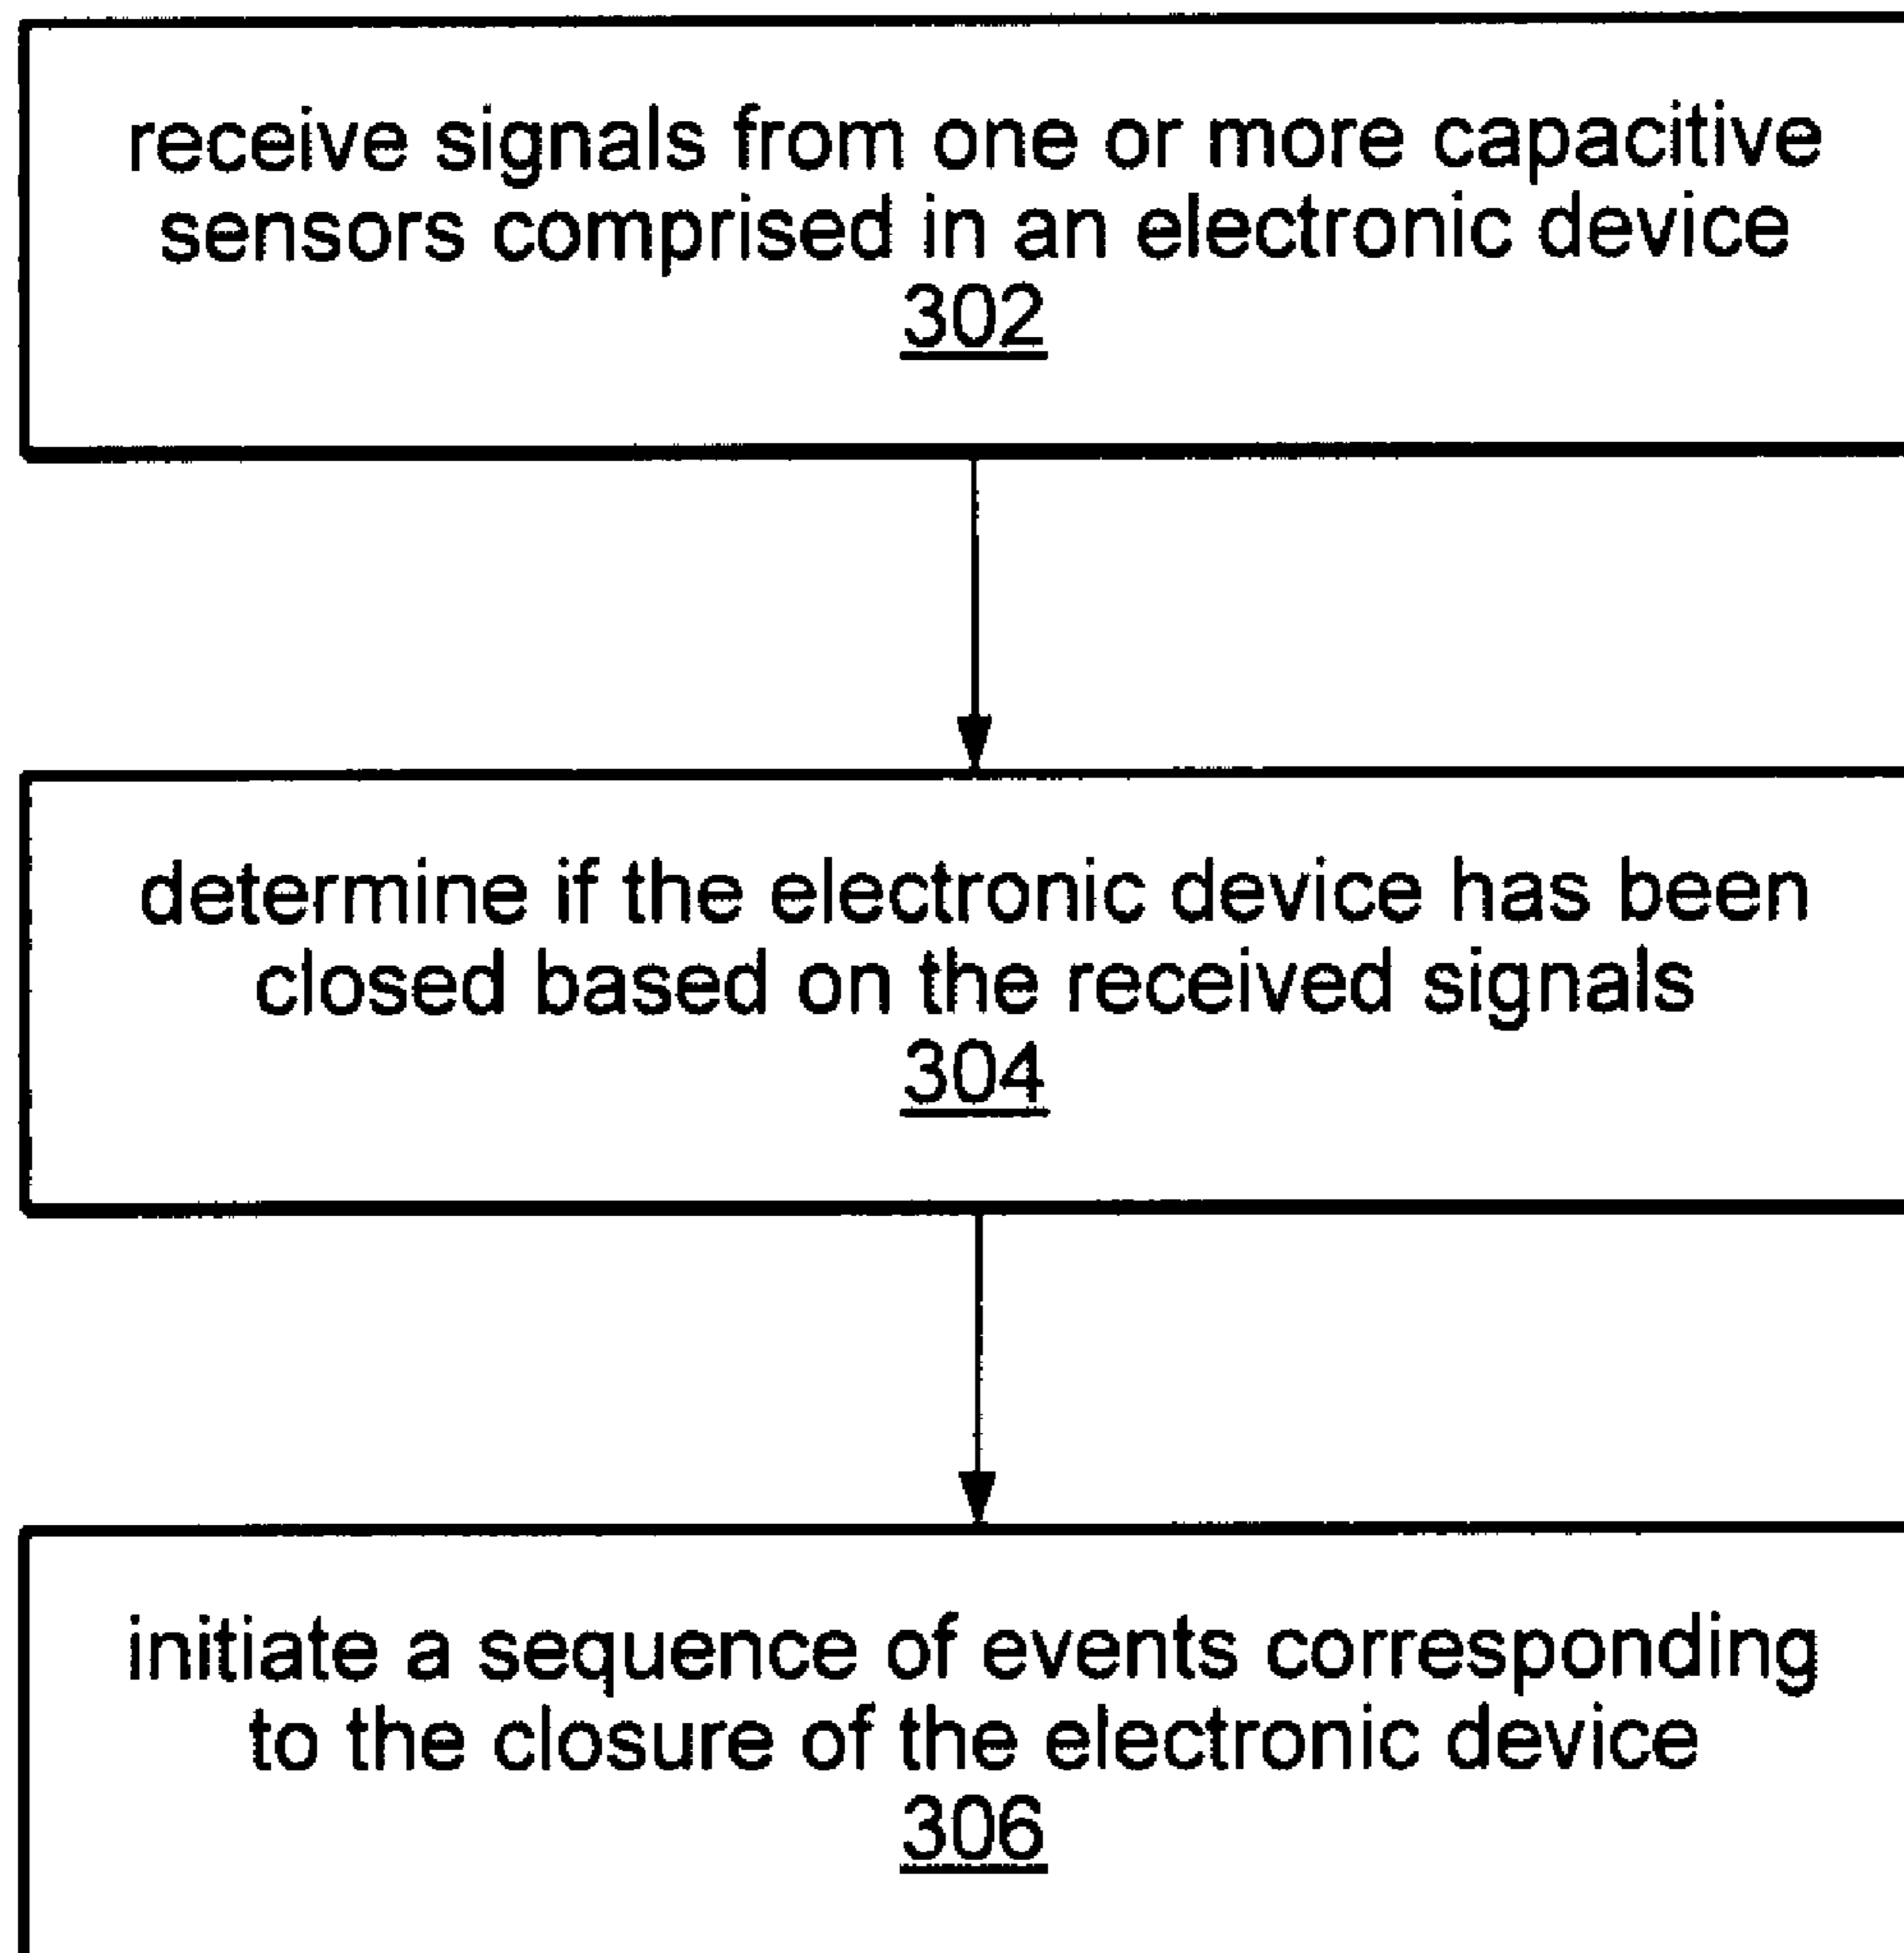 receive signals from one or more capacitive
sensors comprised in an electronic device
302
determine if the electronic device has been
closed based on the received signals
304
initiate a sequence of events corresponding
to the closure of the electronic device
306